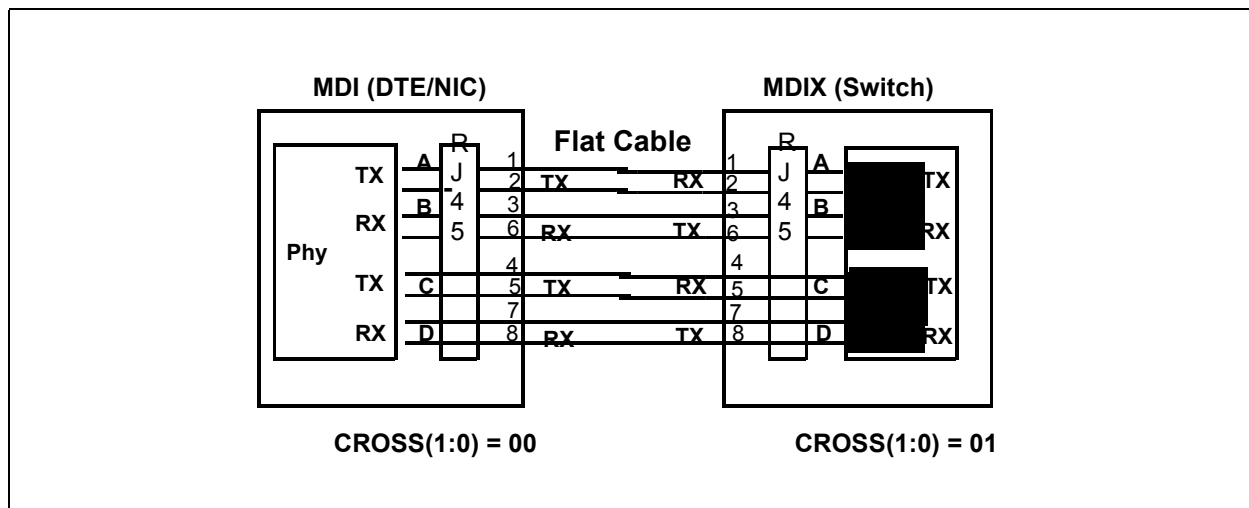 MDI (DTE/NIC)
MDIX (Switch)
Flat Cable
Phy
TX
RX
TX
RX
A
B
C
D
R
J
4
5
1
2
3
6
4
5
7
8
TX
RX
TX
RX
RX
TX
RX
TX
1
2
3
6
4
5
7
8
R
J
4
5
A
B
C
D
TX
RX
TX
RX
CROSS(1:0) = 00
CROSS(1:0) = 01